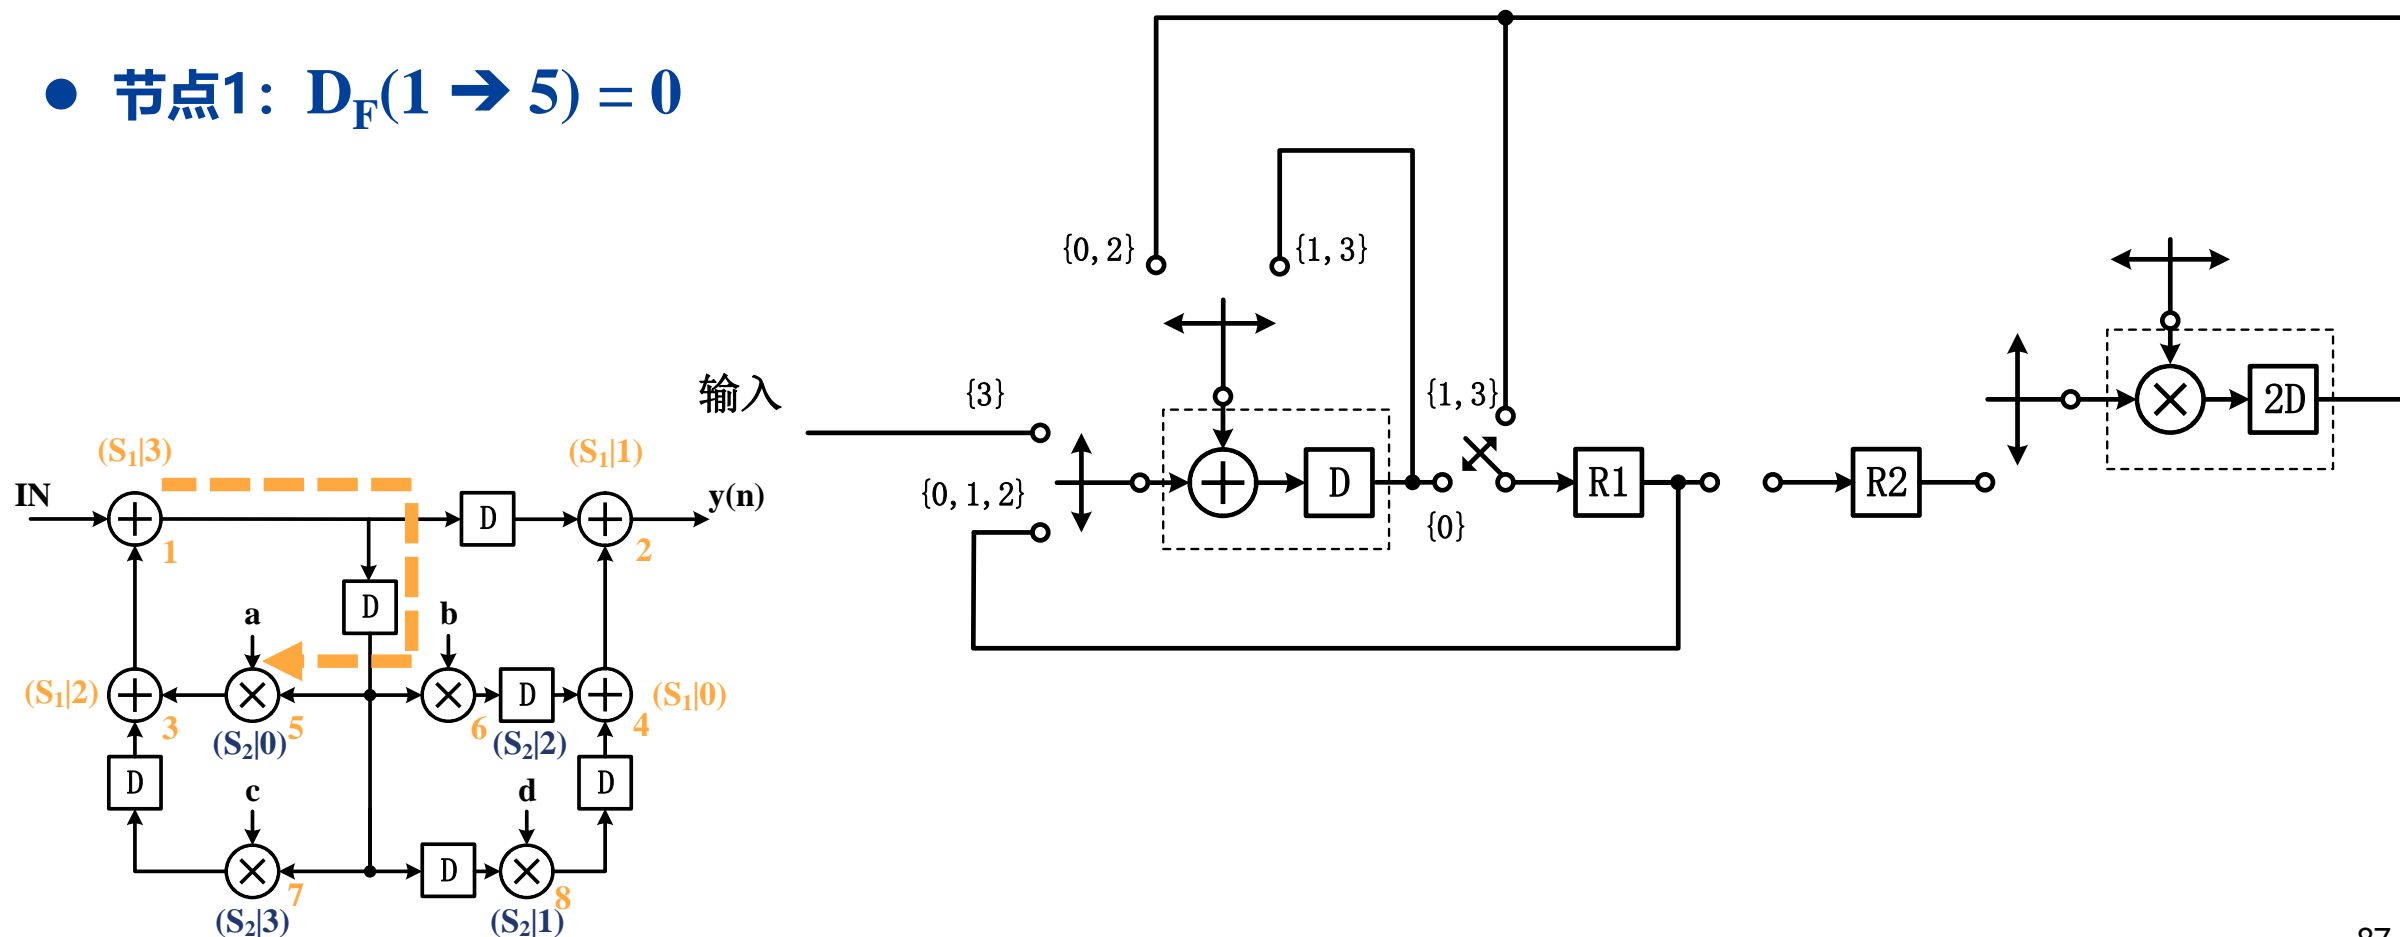 ● 节点1： D_F(1 → 5) = 0
{0,2}
{1,3}
输入
{3}
{1,3}
2D
{0,1,2}
D
R1
R2
{0}
(S₁|3)
(S₁|1)
IN
D
y(n)
1
2
D
a
b
(S₁|2)
D
(S₁|0)
3
5
6
4
(S₂|0)
(S₂|2)
D
c
d
D
D
7
8
(S₂|3)
(S₂|1)